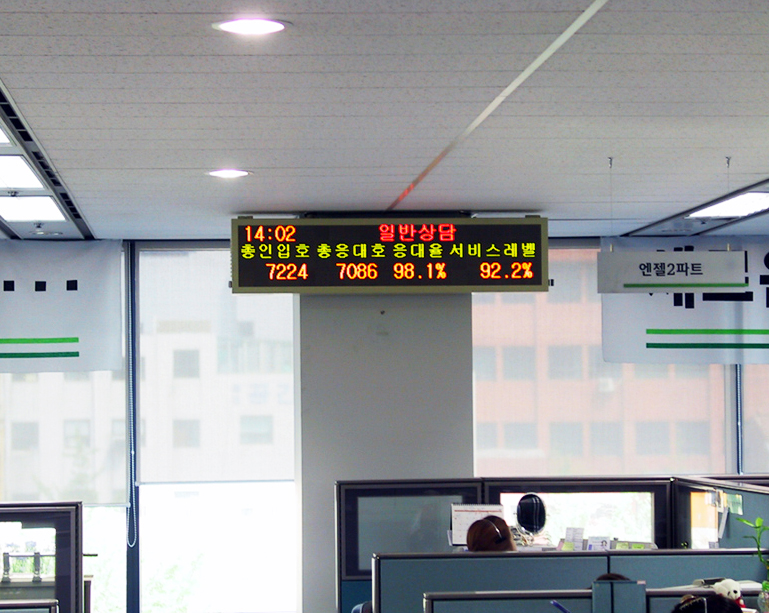 14:02 일반상담
총인입호 총응대호 응대율 서비스레벨
7224 7086 98.1% 92.2%
엔젤2파트